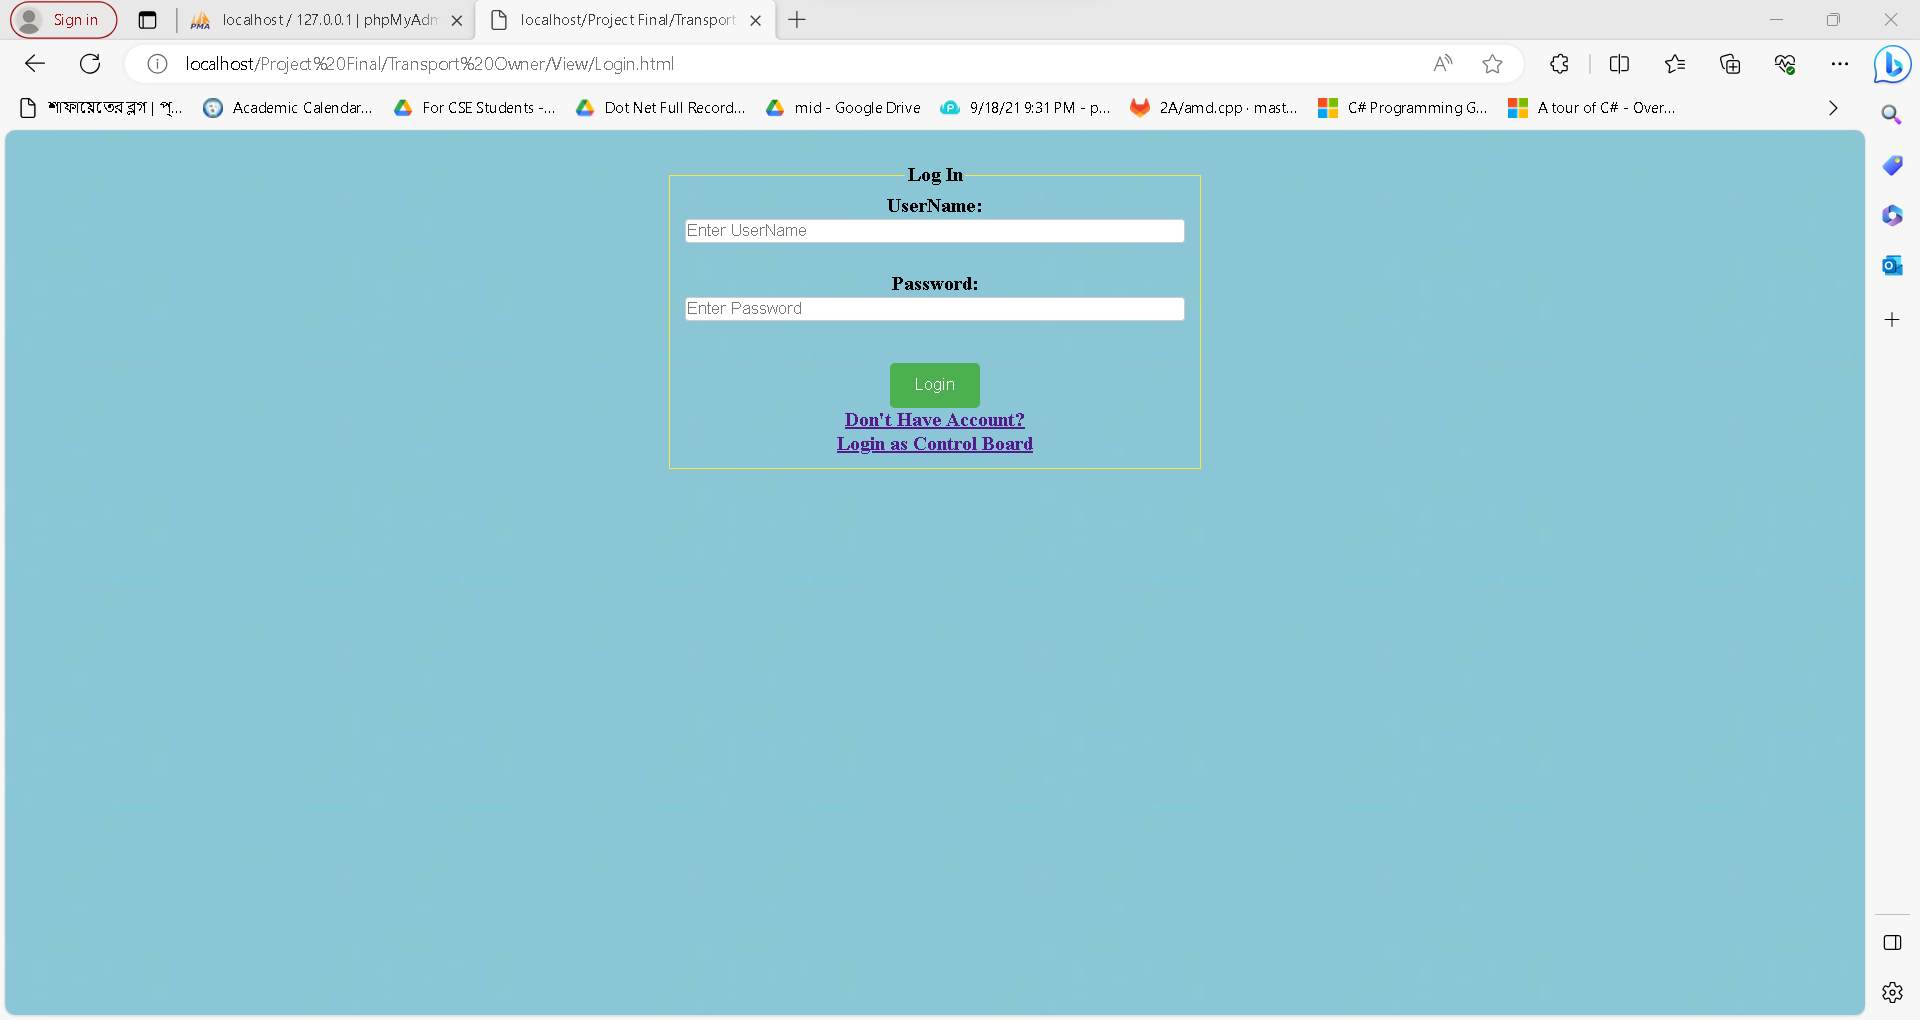 Sign in
localhost / 127.0.0.1 | phpMyAdm
localhost/Project Final/Transport
localhost/Project%20Final/Transport%20Owner/View/Login.html
শাফায়েতের ব্লগ | প্...
Academic Calendar...
For CSE Students -...
Dot Net Full Record...
mid - Google Drive
9/18/21 9:31 PM - p...
2A/amd.cpp · mast...
C# Programming G...
A tour of C# - Over...
Log In
UserName:
Enter UserName
Password:
Enter Password
Login
Don't Have Account?
Login as Control Board